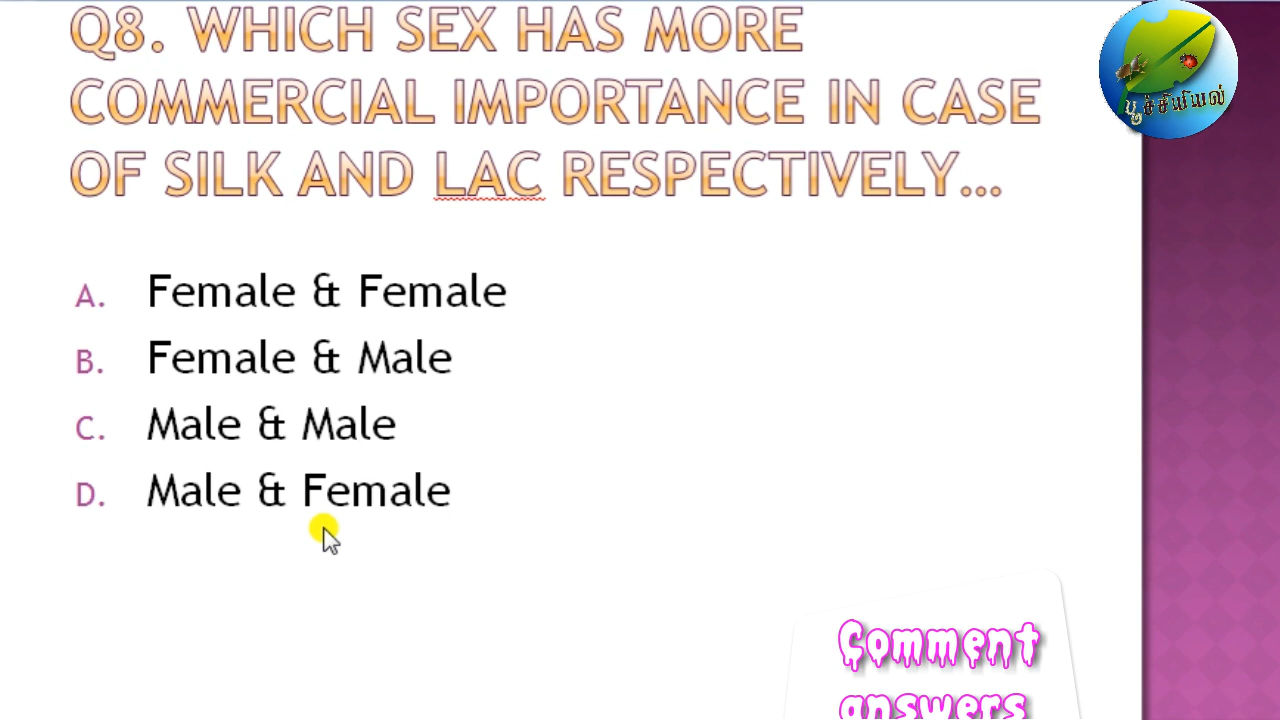 Q8. WHICH SEX HAS MORE
COMMERCIAL IMPORTANCE IN CASE
OF SILK AND LAC RESPECTIVELY...
பூச்சியியல்
A. Female & Female
B. Female & Male
C. Male & Male
D. Male & Female
Comment
answers